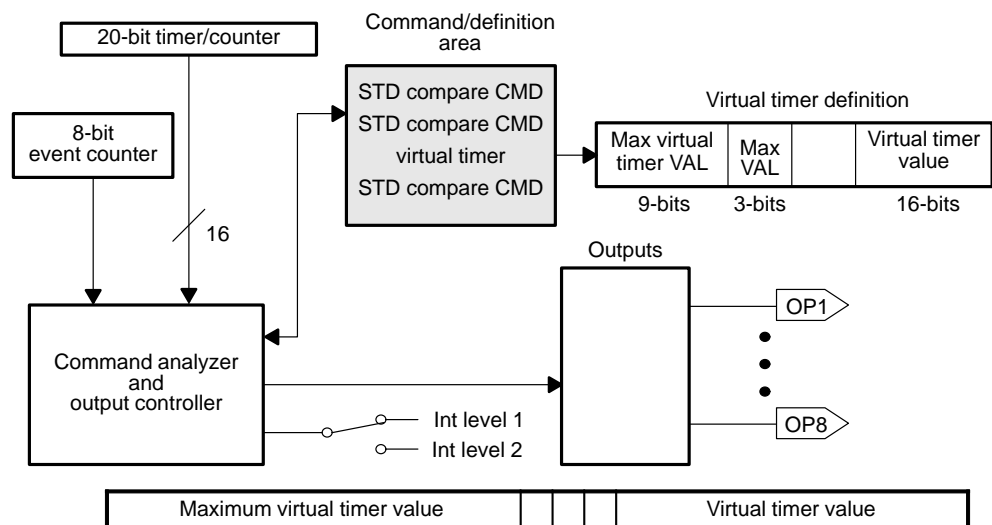 20-bit timer/counter
Command/definition
area
STD compare CMD
STD compare CMD
virtual timer
STD compare CMD
8-bit
event counter
Virtual timer definition
Max virtual
timer VAL
Max
VAL
Virtual timer
value
9-bits
3-bits
16-bits
16
Outputs
OP1
OP8
Command analyzer
and
output controller
Int level 1
Int level 2
Maximum virtual timer value
Virtual timer value